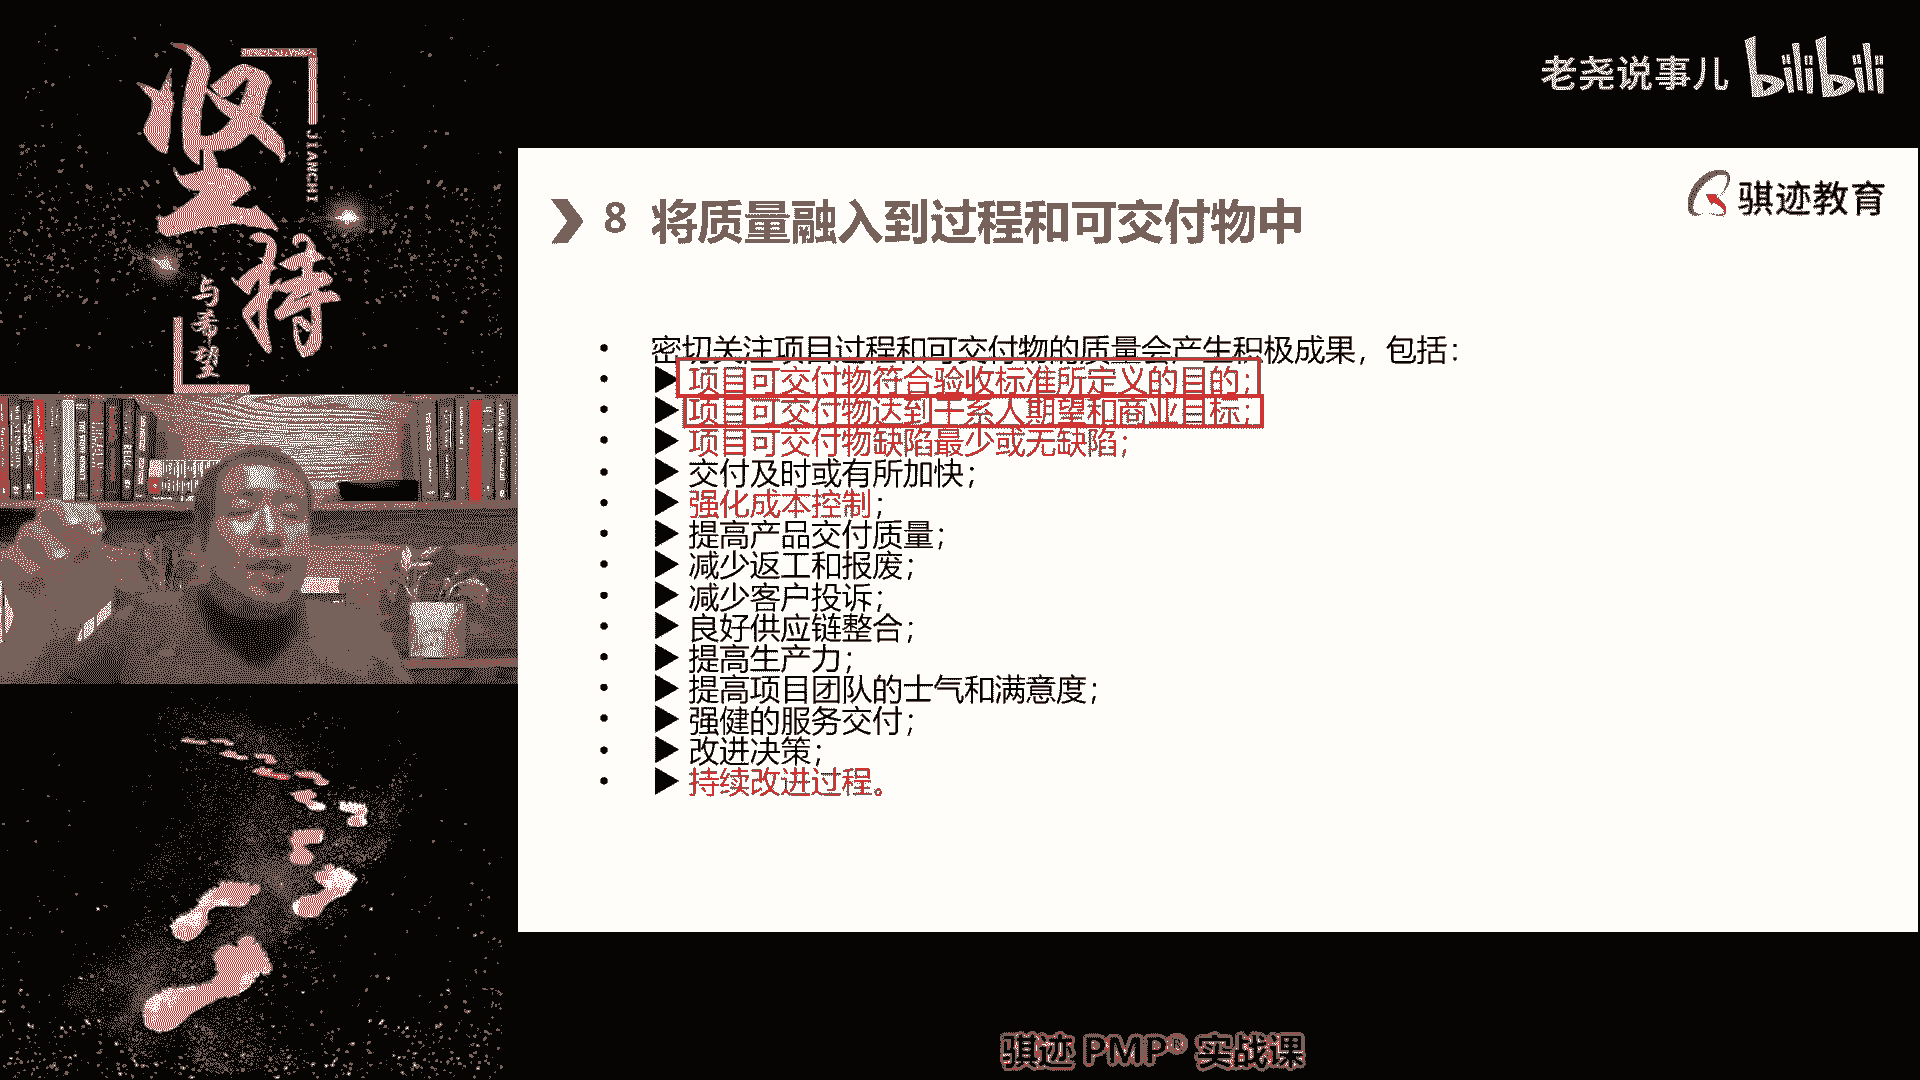 坚持
JIANCHI
与希望
老尧说事儿 bilibili
骐迹教育
8 将质量融入到过程和可交付物中
• 密切关注项目过程和可交付物的质量会产生积极成果，包括：
• ▶ 项目可交付物符合验收标准所定义的目的；
• ▶ 项目可交付物达到干系人期望和商业目标；
• ▶ 项目可交付物缺陷最少或无缺陷；
• ▶ 交付及时或有所加快；
• ▶ 强化成本控制；
• ▶ 提高产品交付质量；
• ▶ 减少返工和报废；
• ▶ 减少客户投诉；
• ▶ 良好供应链整合；
• ▶ 提高生产力；
• ▶ 提高项目团队的士气和满意度；
• ▶ 强健的服务交付；
• ▶ 改进决策；
• ▶ 持续改进过程。
骐迹 PMP® 实战课